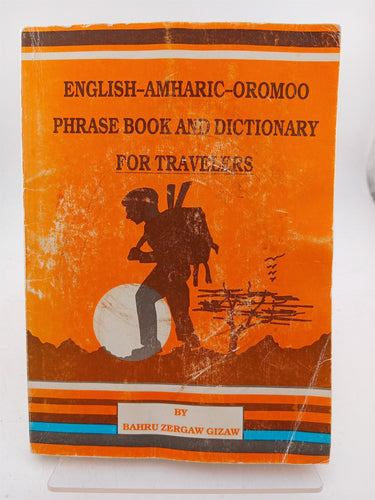 ENGLISH-AMHARIC-OROMOO
PHRASE BOOK AND DICTIONARY
FOR TRAVELERS
BY
BAHRU ZERGAW GIZAW